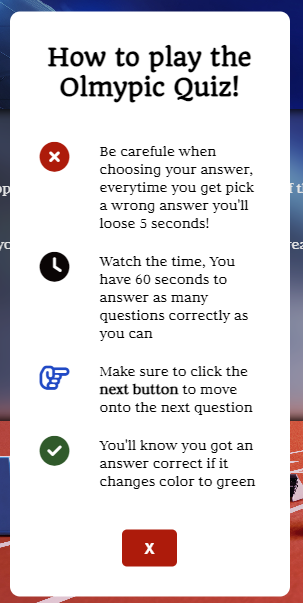 How to play the
Olmypic Quiz!
Be carefule when
choosing your answer,
everytime you get pick
a wrong answer you'll
loose 5 seconds!
Watch the time, You
have 60 seconds to
answer as many
questions correctly as
you can
Make sure to click the
next button to move
onto the next question
You'll know you got an
answer correct if it
changes color to green
X